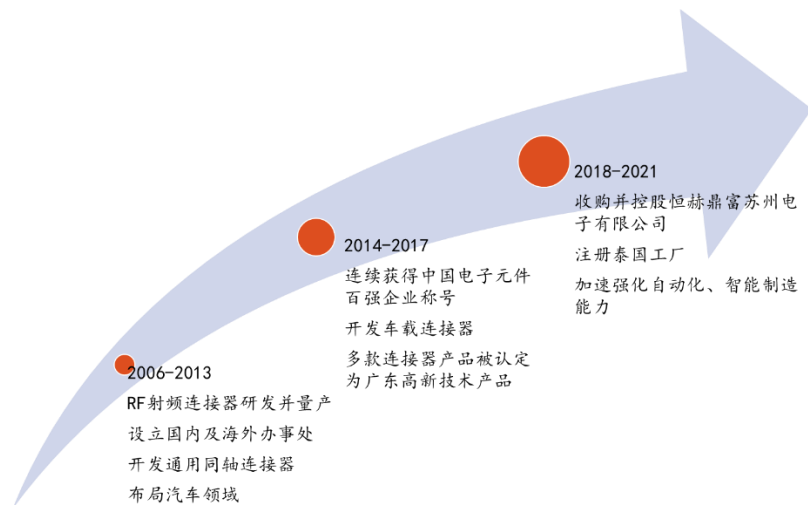 2006-2013
RF射频连接器研发并量产
设立国内及海外办事处
开发通用同轴连接器
布局汽车领域
2014-2017
连续获得中国电子元件
百强企业称号
开发车载连接器
多款连接器产品被认定
为广东高新技术产品
2018-2021
收购并控股恒赫鼎富苏州电
子有限公司
注册泰国工厂
加速强化自动化、智能制造
能力